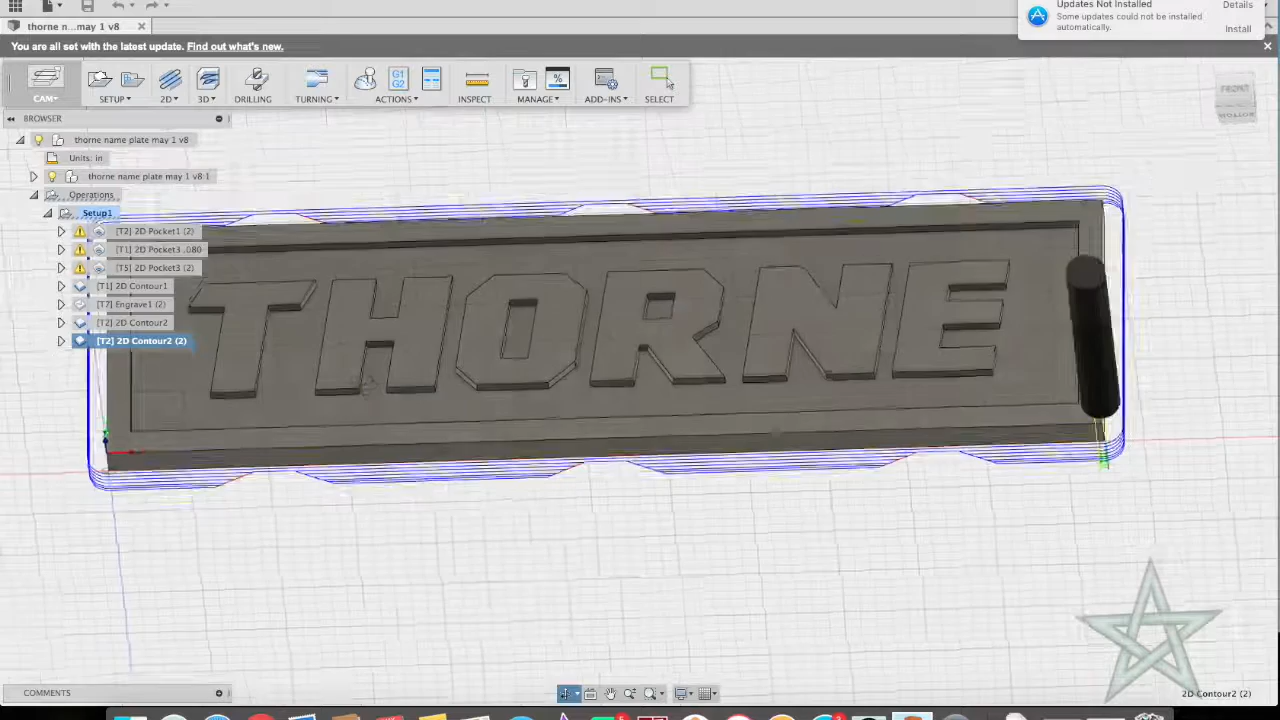 Updates Not Installed
Details
Some updates could not be installed
automatically.
Install
thorne n...may 1 v8
You are all set with the latest update. Find out what's new.
G1
G2
%
CAM
SETUP
2D
3D
DRILLING
TURNING
ACTIONS
INSPECT
MANAGE
ADD-INS
SELECT
FRONT
BOTTOM
BROWSER
thorne name plate may 1 v8
Units: in
thorne name plate may 1 v8:1
Operations
Setup1
[T2] 2D Pocket1 (2)
[T1] 2D Pocket3 .080
[T5] 2D Pocket3 (2)
[T1] 2D Contour1
[T7] Engrave1 (2)
[T2] 2D Contour2
[T2] 2D Contour2 (2)
THORNE
COMMENTS
2D Contour2 (2)